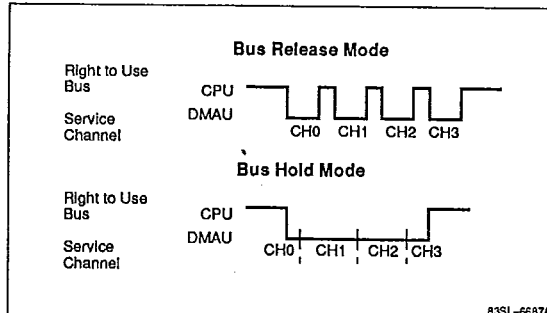 Bus Release Mode
Right to Use
Bus
CPU
Service
Channel
DMAU
CH0 CH1 CH2 CH3
Bus Hold Mode
Right to Use
Bus
CPU
Service
Channel
DMAU
CH0 CH1 CH2 CH3